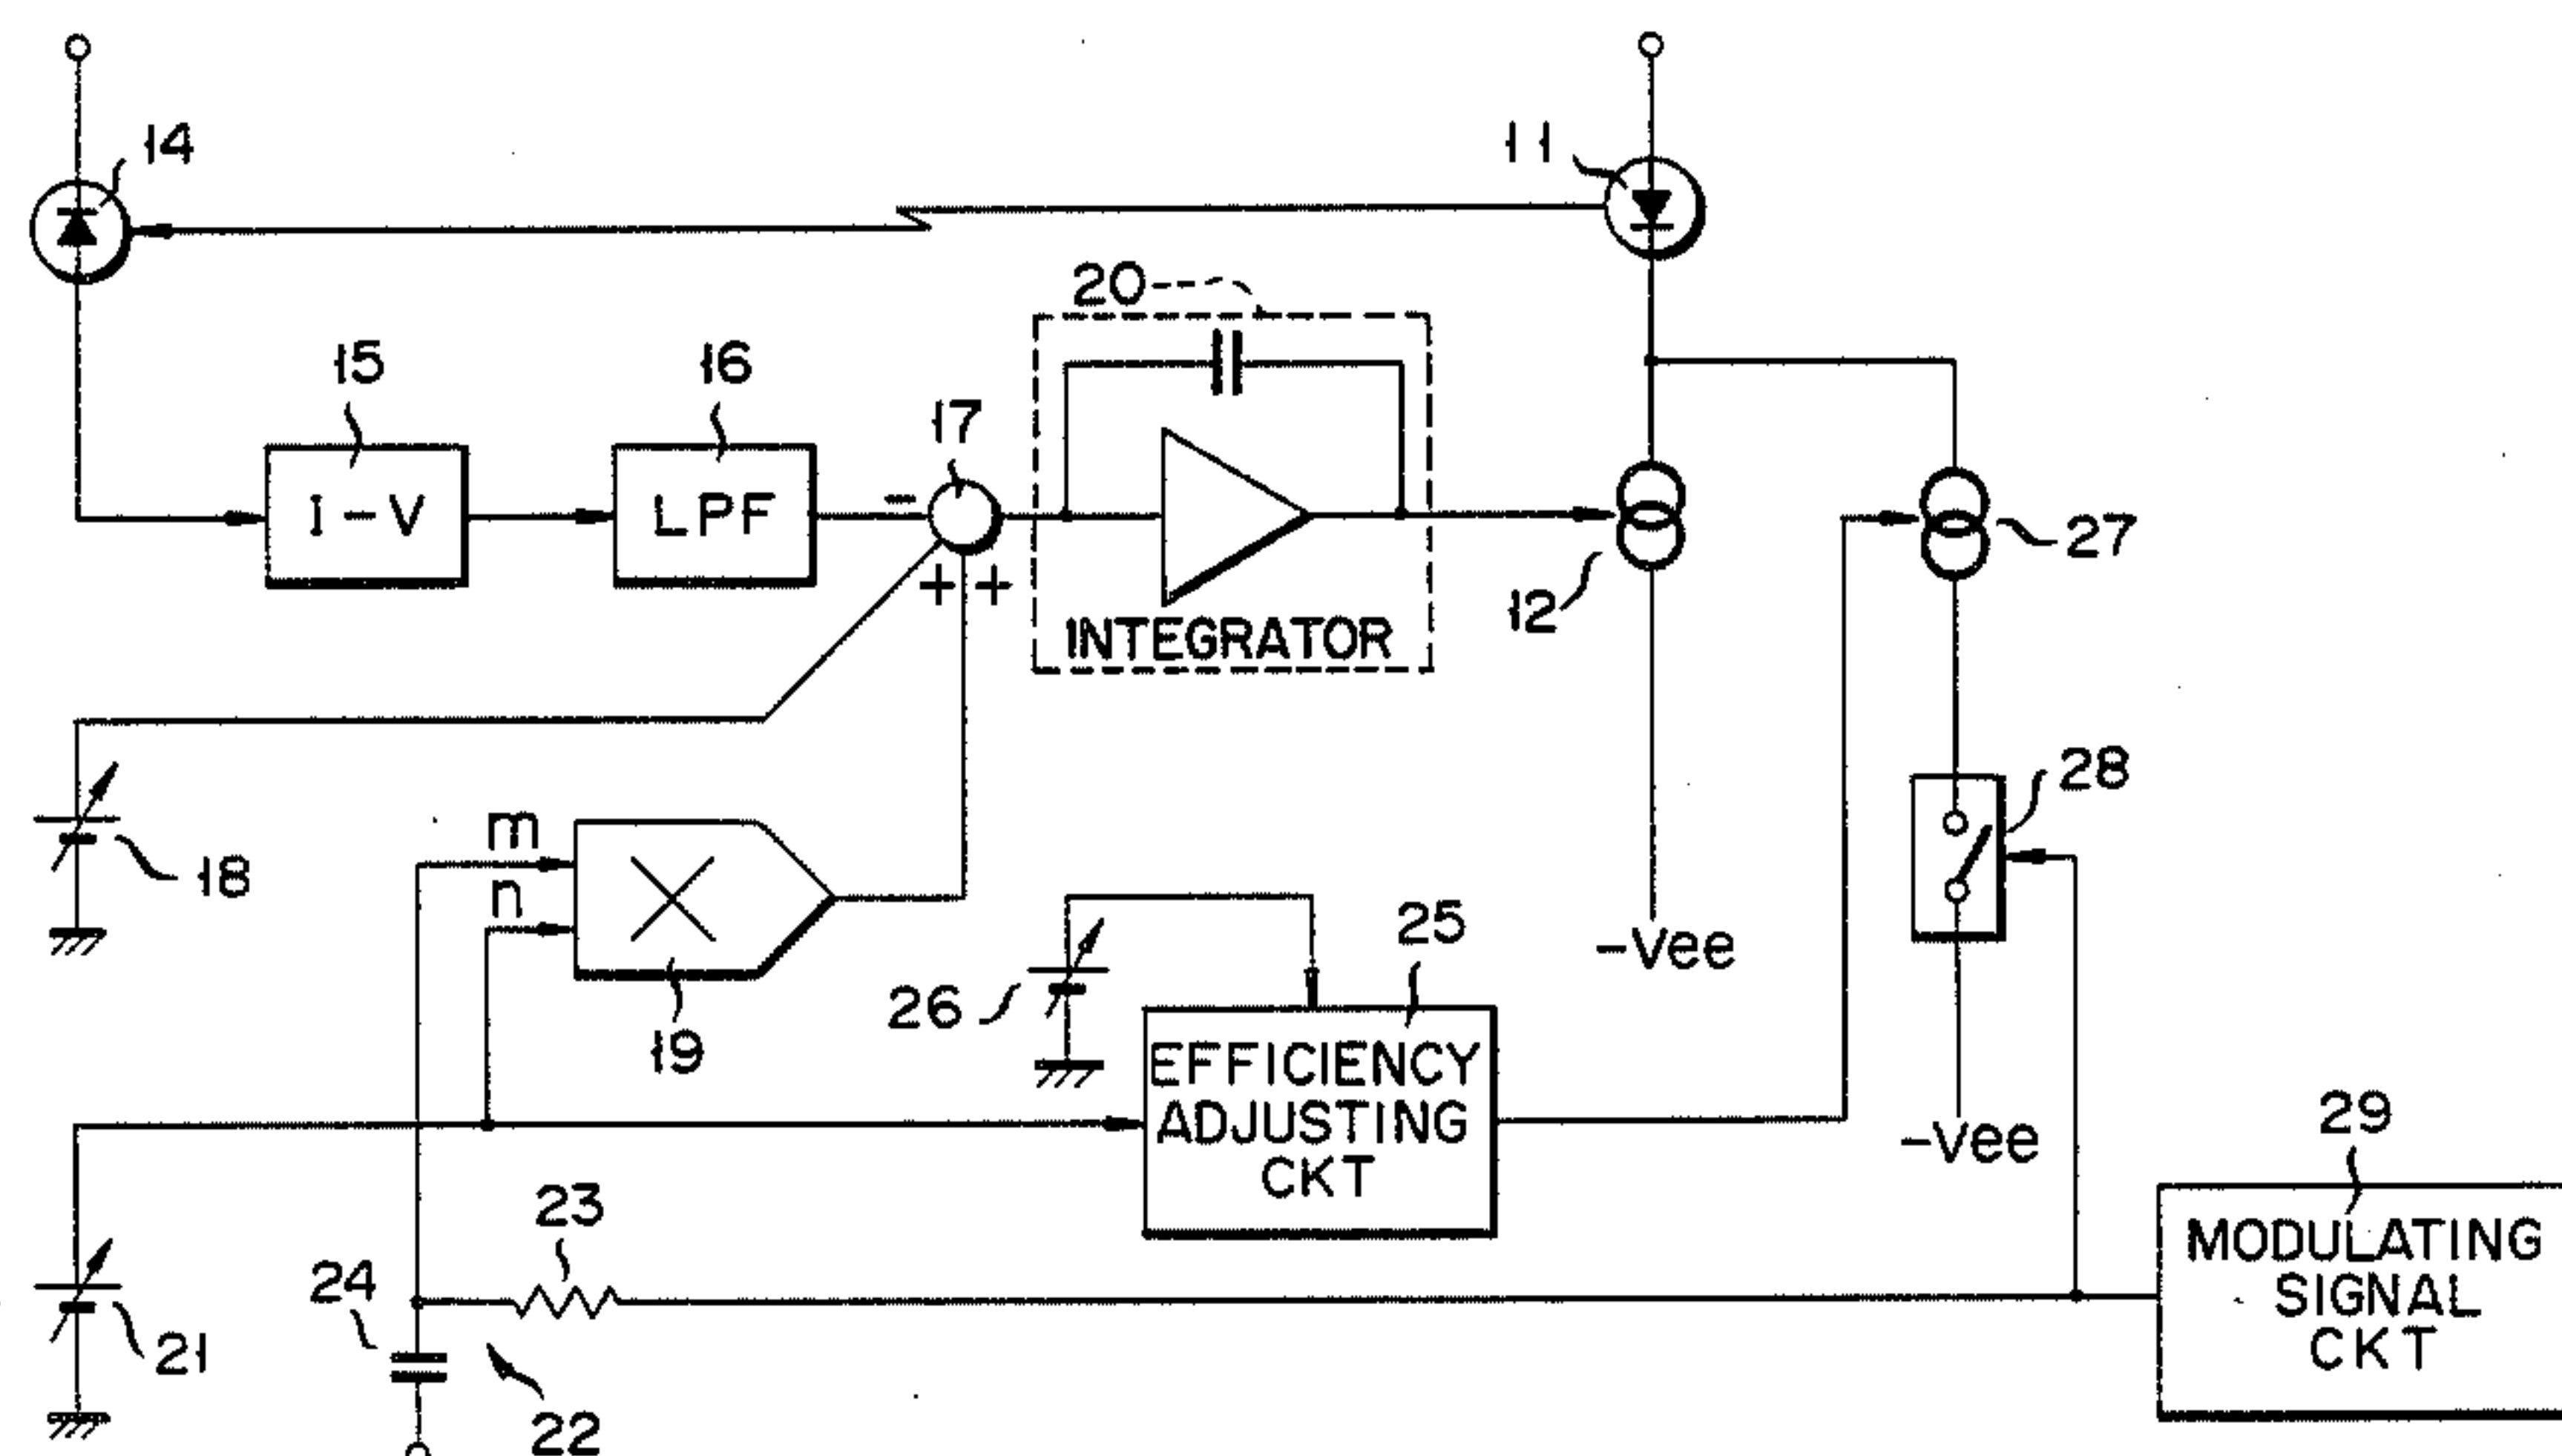 14
11
20
15
16
17
I-V
LPF
-
+ +
INTEGRATOR
12
27
28
18
m
n
19
-Vee
26
25
EFFICIENCY
ADJUSTING
CKT
-Vee
29
MODULATING
SIGNAL
CKT
23
24
21
22